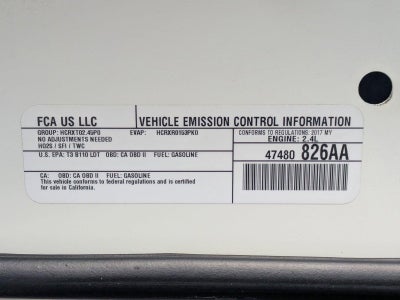 FCA US LLC
VEHICLE EMISSION CONTROL INFORMATION
GROUP: HCRXT02.45P0 EVAP: HCRXR0153PK0
CONFORMS TO REGULATIONS: 2017 MY
NO ADJUSTMENTS NEEDED
ENGINE: 2.4L
HO2S / SFI / TWC
47480 826AA
U.S. EPA: T3 B110 LDT OBD: CA OBD II FUEL: GASOLINE
CA: OBD: CA OBD II FUEL: GASOLINE
This vehicle conforms to federal regulations and is certified
for sale in California.